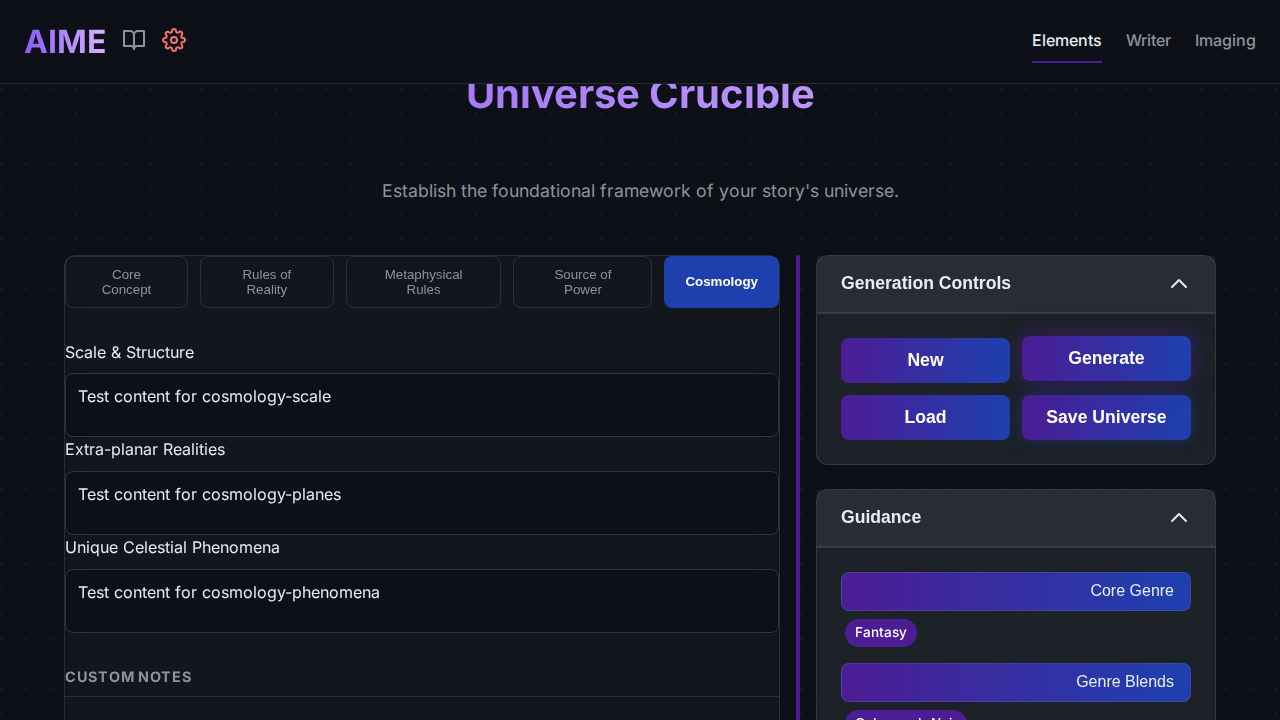 AIME
Elements
Writer
Imaging
Universe Crucible
Establish the foundational framework of your story's universe.
Core
Concept
Rules of
Reality
Metaphysical
Rules
Source of
Power
Cosmology
Scale & Structure
Test content for cosmology-scale
Extra-planar Realities
Test content for cosmology-planes
Unique Celestial Phenomena
Test content for cosmology-phenomena
CUSTOM NOTES
Generation Controls
New
Generate
Load
Save Universe
Guidance
Core Genre
Fantasy
Genre Blends